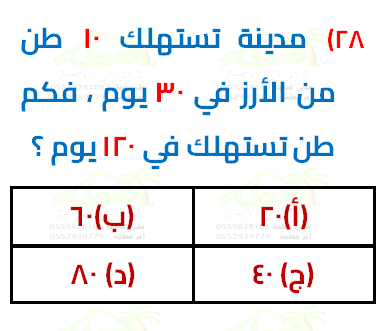 ٢٨) مدينة تستهلك ١٠ طن
من الأرز في ٣٠ يوم ، فكم
طن تستهلك في ١٢٠ يوم ؟
(أ) ٢٠
(ب) ٦٠
(ج) ٤٠
(د) ٨٠